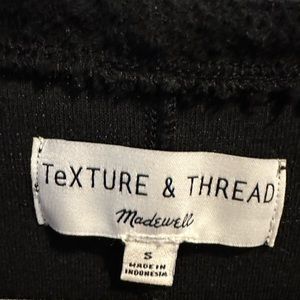 TeXTURE & THREAD
Madewell
S
MADE IN
INDONESIA